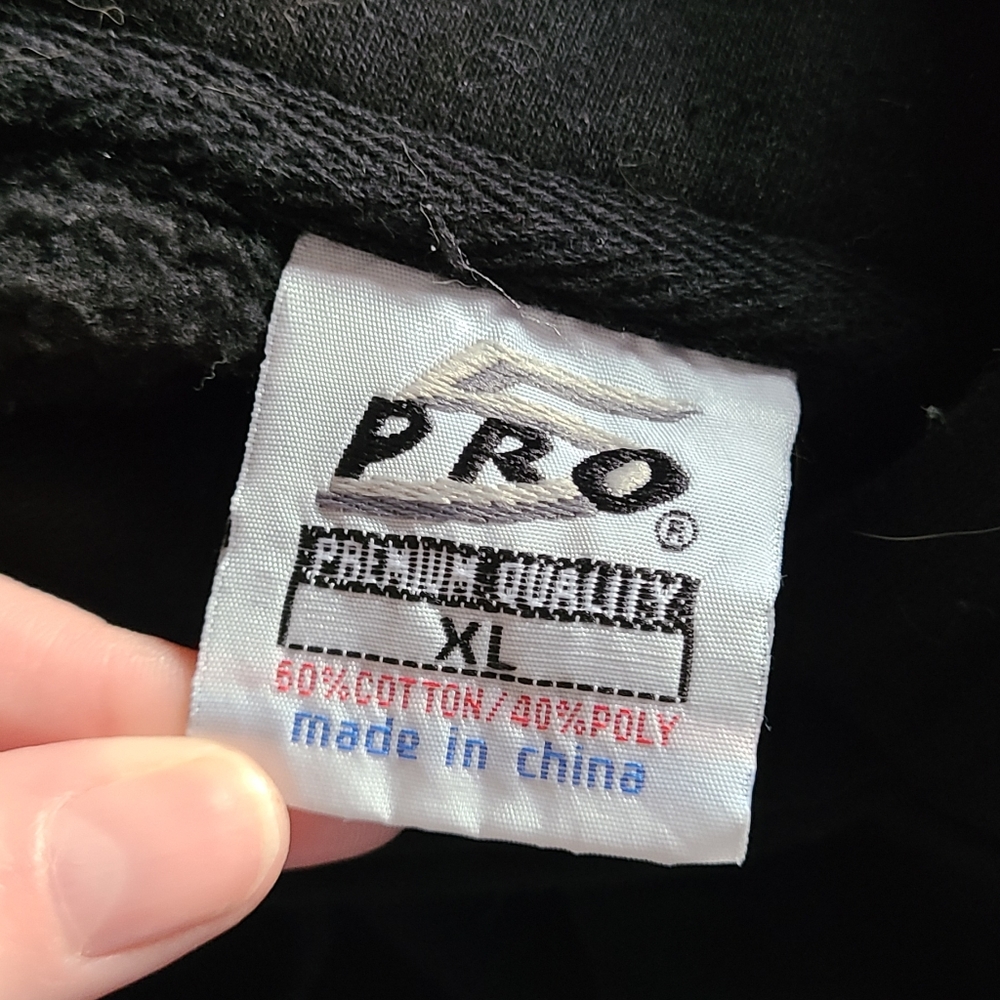 PRO
®
PREMIUM QUALITY
XL
60%COTTON/40%POLY
made in china